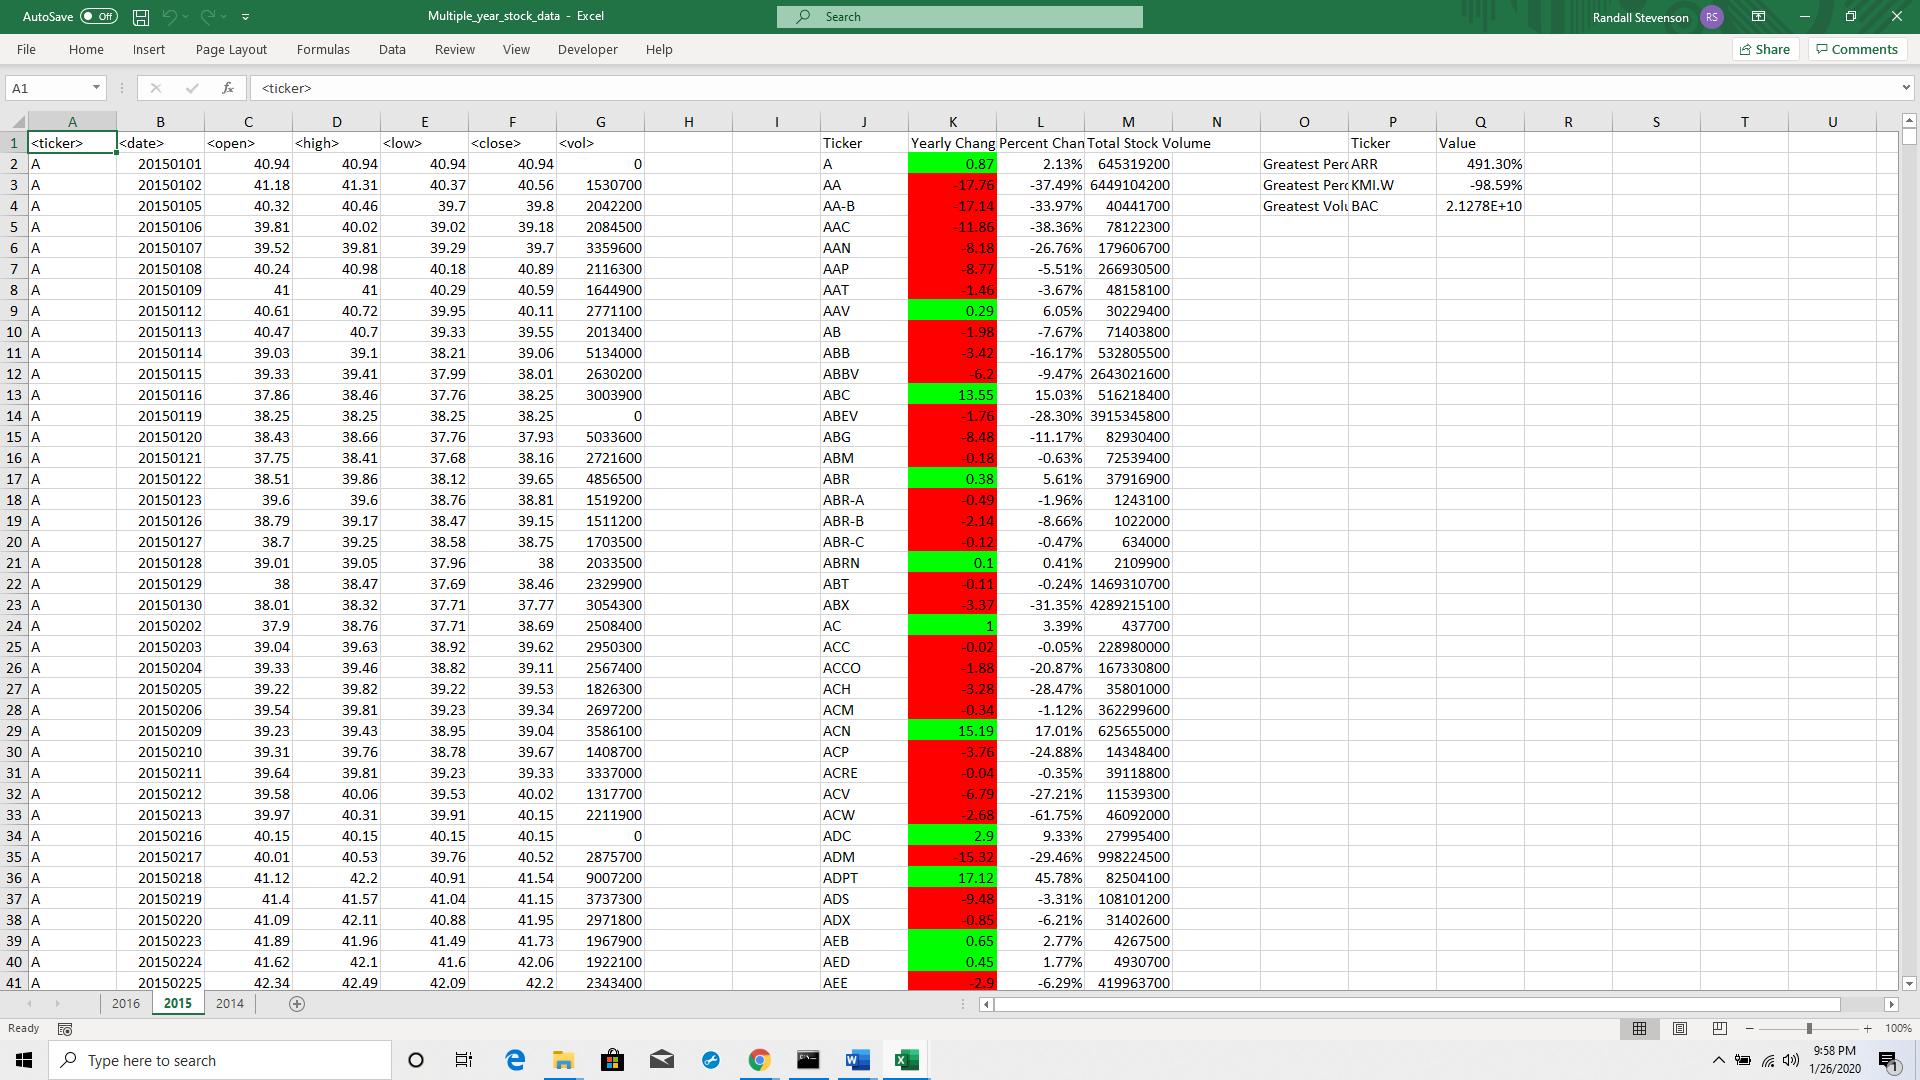 AutoSave Off Multiple_year_stock_data - Excel Search Randall Stevenson RS
File Home Insert Page Layout Formulas Data Review View Developer Help Share Comments
A1 fx <ticker>
A B C D E F G H I J K L M N O P Q R S T U
1 <ticker> <date> <open> <high> <low> <close> <vol> Ticker Yearly Chang Percent Chan Total Stock Volume Ticker Value
2 A 20150101 40.94 40.94 40.94 40.94 0 A 0.87 2.13% 645319200 Greatest Perc ARR 491.30%
3 A 20150102 41.18 41.31 40.37 40.56 1530700 AA -17.76 -37.49% 6449104200 Greatest Perc KMI.W -98.59%
4 A 20150105 40.32 40.46 39.7 39.8 2042200 AA-B -17.14 -33.97% 40441700 Greatest Volu BAC 2.1278E+10
5 A 20150106 39.81 40.02 39.02 39.18 2084500 AAC -11.86 -38.36% 78122300
6 A 20150107 39.52 39.81 39.29 39.7 3359600 AAN -8.18 -26.76% 179606700
7 A 20150108 40.24 40.98 40.18 40.89 2116300 AAP -8.77 -5.51% 266930500
8 A 20150109 41 41 40.29 40.59 1644900 AAT -1.46 -3.67% 48158100
9 A 20150112 40.61 40.72 39.95 40.11 2771100 AAV 0.29 6.05% 30229400
10 A 20150113 40.47 40.7 39.33 39.55 2013400 AB -1.98 -7.67% 71403800
11 A 20150114 39.03 39.1 38.21 39.06 5134000 ABB -3.42 -16.17% 532805500
12 A 20150115 39.33 39.41 37.99 38.01 2630200 ABBV -6.2 -9.47% 2643021600
13 A 20150116 37.86 38.46 37.76 38.25 3003900 ABC 13.55 15.03% 516218400
14 A 20150119 38.25 38.25 38.25 38.25 0 ABEV -1.76 -28.30% 3915345800
15 A 20150120 38.43 38.66 37.76 37.93 5033600 ABG -8.48 -11.17% 82930400
16 A 20150121 37.75 38.41 37.68 38.16 2721600 ABM -0.18 -0.63% 72539400
17 A 20150122 38.51 39.86 38.12 39.65 4856500 ABR 0.38 5.61% 37916900
18 A 20150123 39.6 39.6 38.76 38.81 1519200 ABR-A -0.49 -1.96% 1243100
19 A 20150126 38.79 39.17 38.47 39.15 1511200 ABR-B -2.14 -8.66% 1022000
20 A 20150127 38.7 39.25 38.58 38.75 1703500 ABR-C -0.12 -0.47% 634000
21 A 20150128 39.01 39.05 37.96 38 2033500 ABRN 0.1 0.41% 2109900
22 A 20150129 38 38.47 37.69 38.46 2329900 ABT -0.11 -0.24% 1469310700
23 A 20150130 38.01 38.32 37.71 37.77 3054300 ABX -3.37 -31.35% 4289215100
24 A 20150202 37.9 38.76 37.71 38.69 2508400 AC 1 3.39% 437700
25 A 20150203 39.04 39.63 38.92 39.62 2950300 ACC -0.02 -0.05% 228980000
26 A 20150204 39.33 39.46 38.82 39.11 2567400 ACCO -1.88 -20.87% 167330800
27 A 20150205 39.22 39.82 39.22 39.53 1826300 ACH -3.28 -28.47% 35801000
28 A 20150206 39.54 39.81 39.23 39.34 2697200 ACM -0.34 -1.12% 362299600
29 A 20150209 39.23 39.43 38.95 39.04 3586100 ACN 15.19 17.01% 625655000
30 A 20150210 39.31 39.76 38.78 39.67 1408700 ACP -3.76 -24.88% 14348400
31 A 20150211 39.64 39.81 39.23 39.33 3337000 ACRE -0.04 -0.35% 39118800
32 A 20150212 39.58 40.06 39.53 40.02 1317700 ACV -6.79 -27.21% 11539300
33 A 20150213 39.97 40.31 39.91 40.15 2211900 ACW -2.68 -61.75% 46092000
34 A 20150216 40.15 40.15 40.15 40.15 0 ADC 2.9 9.33% 27995400
35 A 20150217 40.01 40.53 39.76 40.52 2875700 ADM -15.32 -29.46% 998224500
36 A 20150218 41.12 42.2 40.91 41.54 9007200 ADPT 17.12 45.78% 82504100
37 A 20150219 41.4 41.57 41.04 41.15 3737300 ADS -9.48 -3.31% 108101200
38 A 20150220 41.09 42.11 40.88 41.95 2971800 ADX -0.85 -6.21% 31402600
39 A 20150223 41.89 41.96 41.49 41.73 1967900 AEB 0.65 2.77% 4267500
40 A 20150224 41.62 42.1 41.6 42.06 1922100 AED 0.45 1.77% 4930700
41 A 20150225 42.34 42.49 42.09 42.2 2343400 AEE -2.9 -6.29% 419963700
2016 2015 2014
Ready 100%
Type here to search 9:58 PM
1/26/2020 1